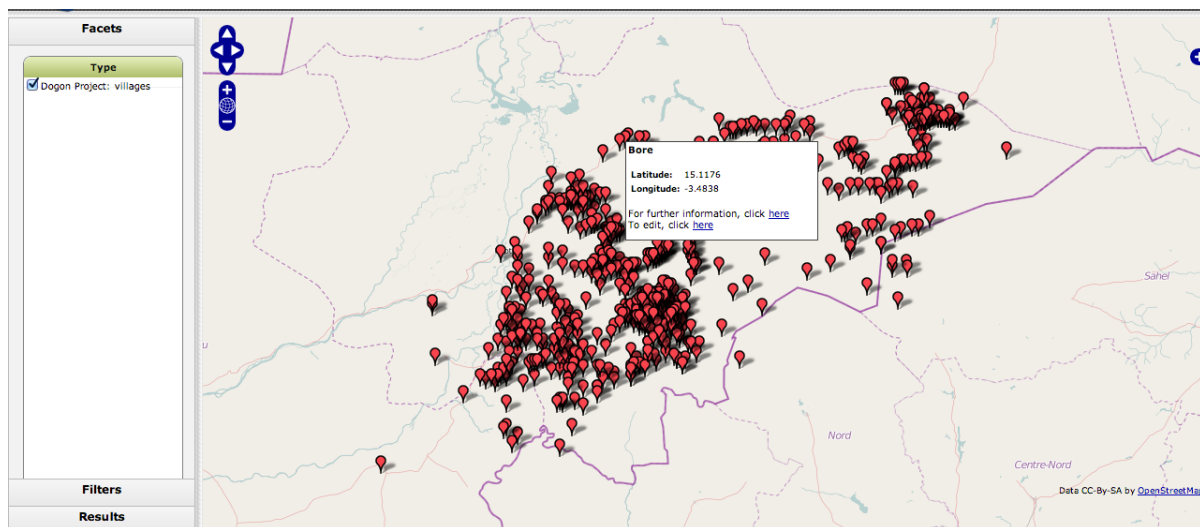 Facets
Type
Dogon Project: villages
Filters
Results
Bore
Latitude: 15.1176
Longitude: -3.4838
For further information, click here
To edit, click here
Sahel
Nord
Centre-Nord
Data CC-By-SA by OpenStreetMa